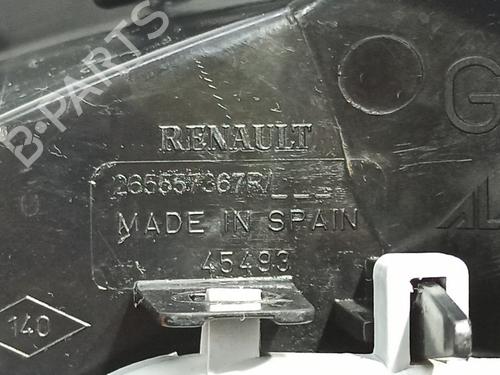 B-PARTS
RENAULT
265557367R/_ _ _
MADE IN SPAIN
45493
140